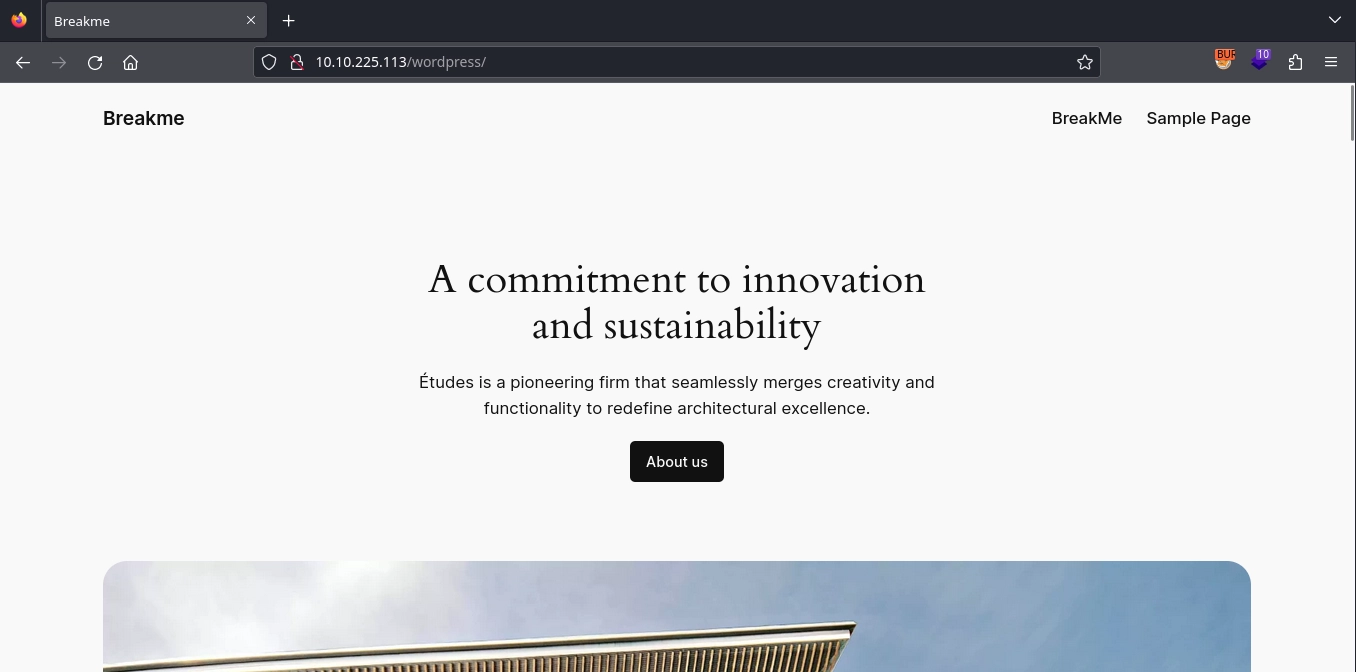 Breakme
10.10.225.113/wordpress/
BUR
10
Breakme
BreakMe Sample Page
A commitment to innovation
and sustainability
Études is a pioneering firm that seamlessly merges creativity and
functionality to redefine architectural excellence.
About us